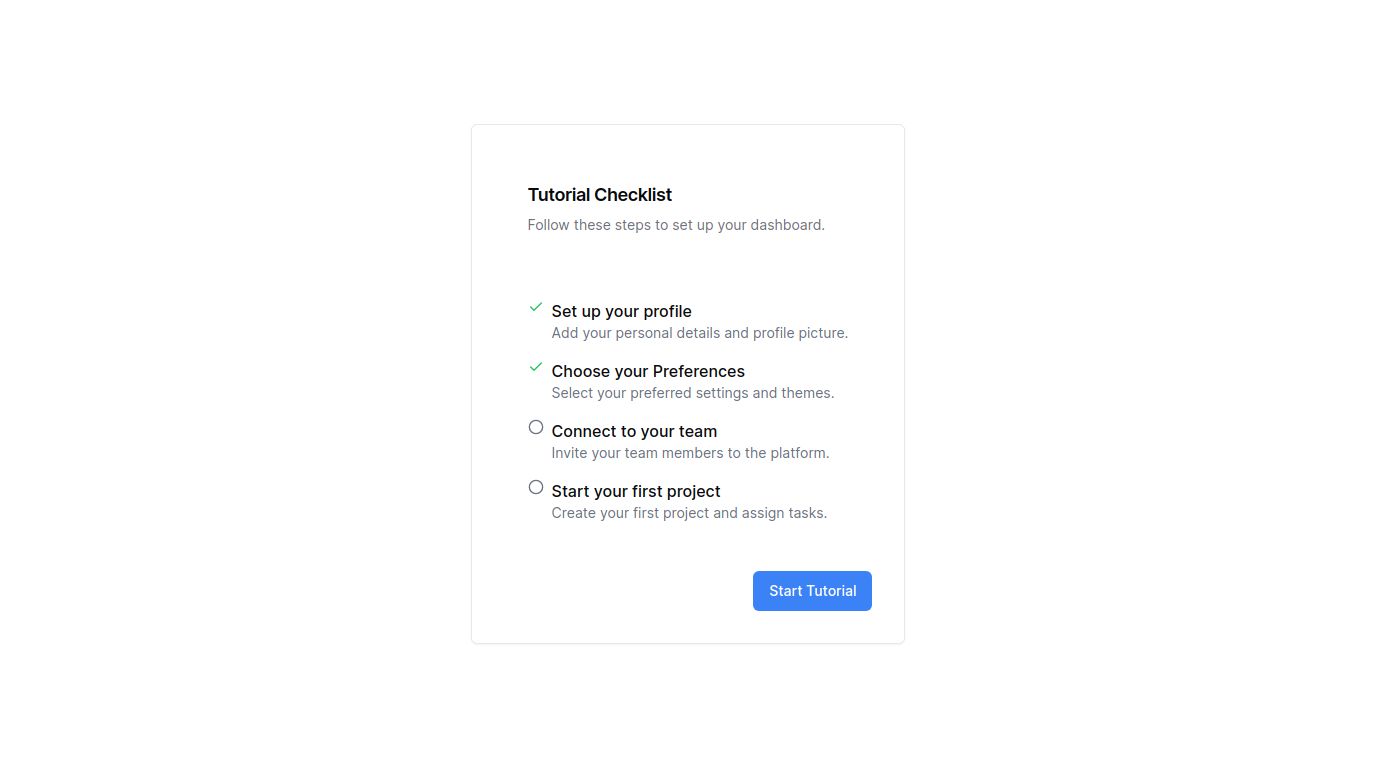 Tutorial Checklist
Follow these steps to set up your dashboard.
Set up your profile
Add your personal details and profile picture.
Choose your Preferences
Select your preferred settings and themes.
Connect to your team
Invite your team members to the platform.
Start your first project
Create your first project and assign tasks.
Start Tutorial